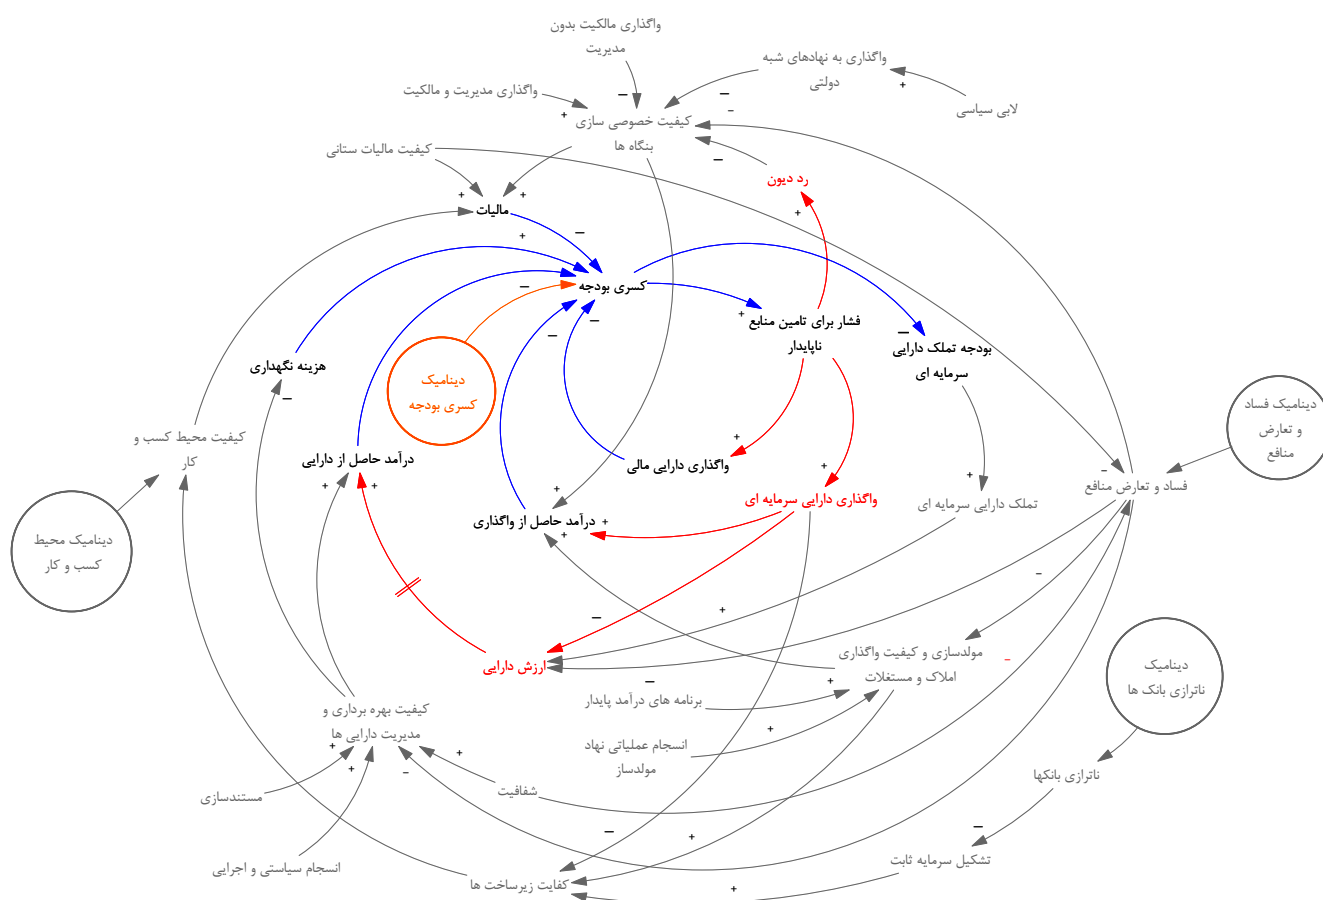 واگذاری مالکیت بدون
مدیریت
واگذاری به نهادهای شبه
دولتی
لابی سیاسی
واگذاری مدیریت و مالکیت
کیفیت خصوصی سازی
بنگاه ها
کیفیت مالیات ستانی
رد دیون
مالیات
کسری بودجه
فشار برای تامین منابع
ناپایدار
بودجه تملک دارایی
سرمایه ای
هزینه نگهداری
دینامیک
کسری بودجه
دینامیک فساد
و تعارض
منافع
کیفیت محیط کسب و
کار
درآمد حاصل از دارایی
واگذاری دارایی مالی
واگذاری دارایی سرمایه ای
تملک دارایی سرمایه ای
فساد و تعارض منافع
درآمد حاصل از واگذاری
دینامیک محیط
کسب و کار
ارزش دارایی
مولدسازی و کیفیت واگذاری
املاک و مستغلات
دینامیک
ناترازی بانک ها
برنامه های درآمد پایدار
کیفیت بهره برداری و
مدیریت دارایی ها
انسجام عملیاتی نهاد
مولدساز
ناترازی بانکها
شفافیت
مستندسازی
انسجام سیاستی و اجرایی
تشکیل سرمایه ثابت
کفایت زیرساخت ها